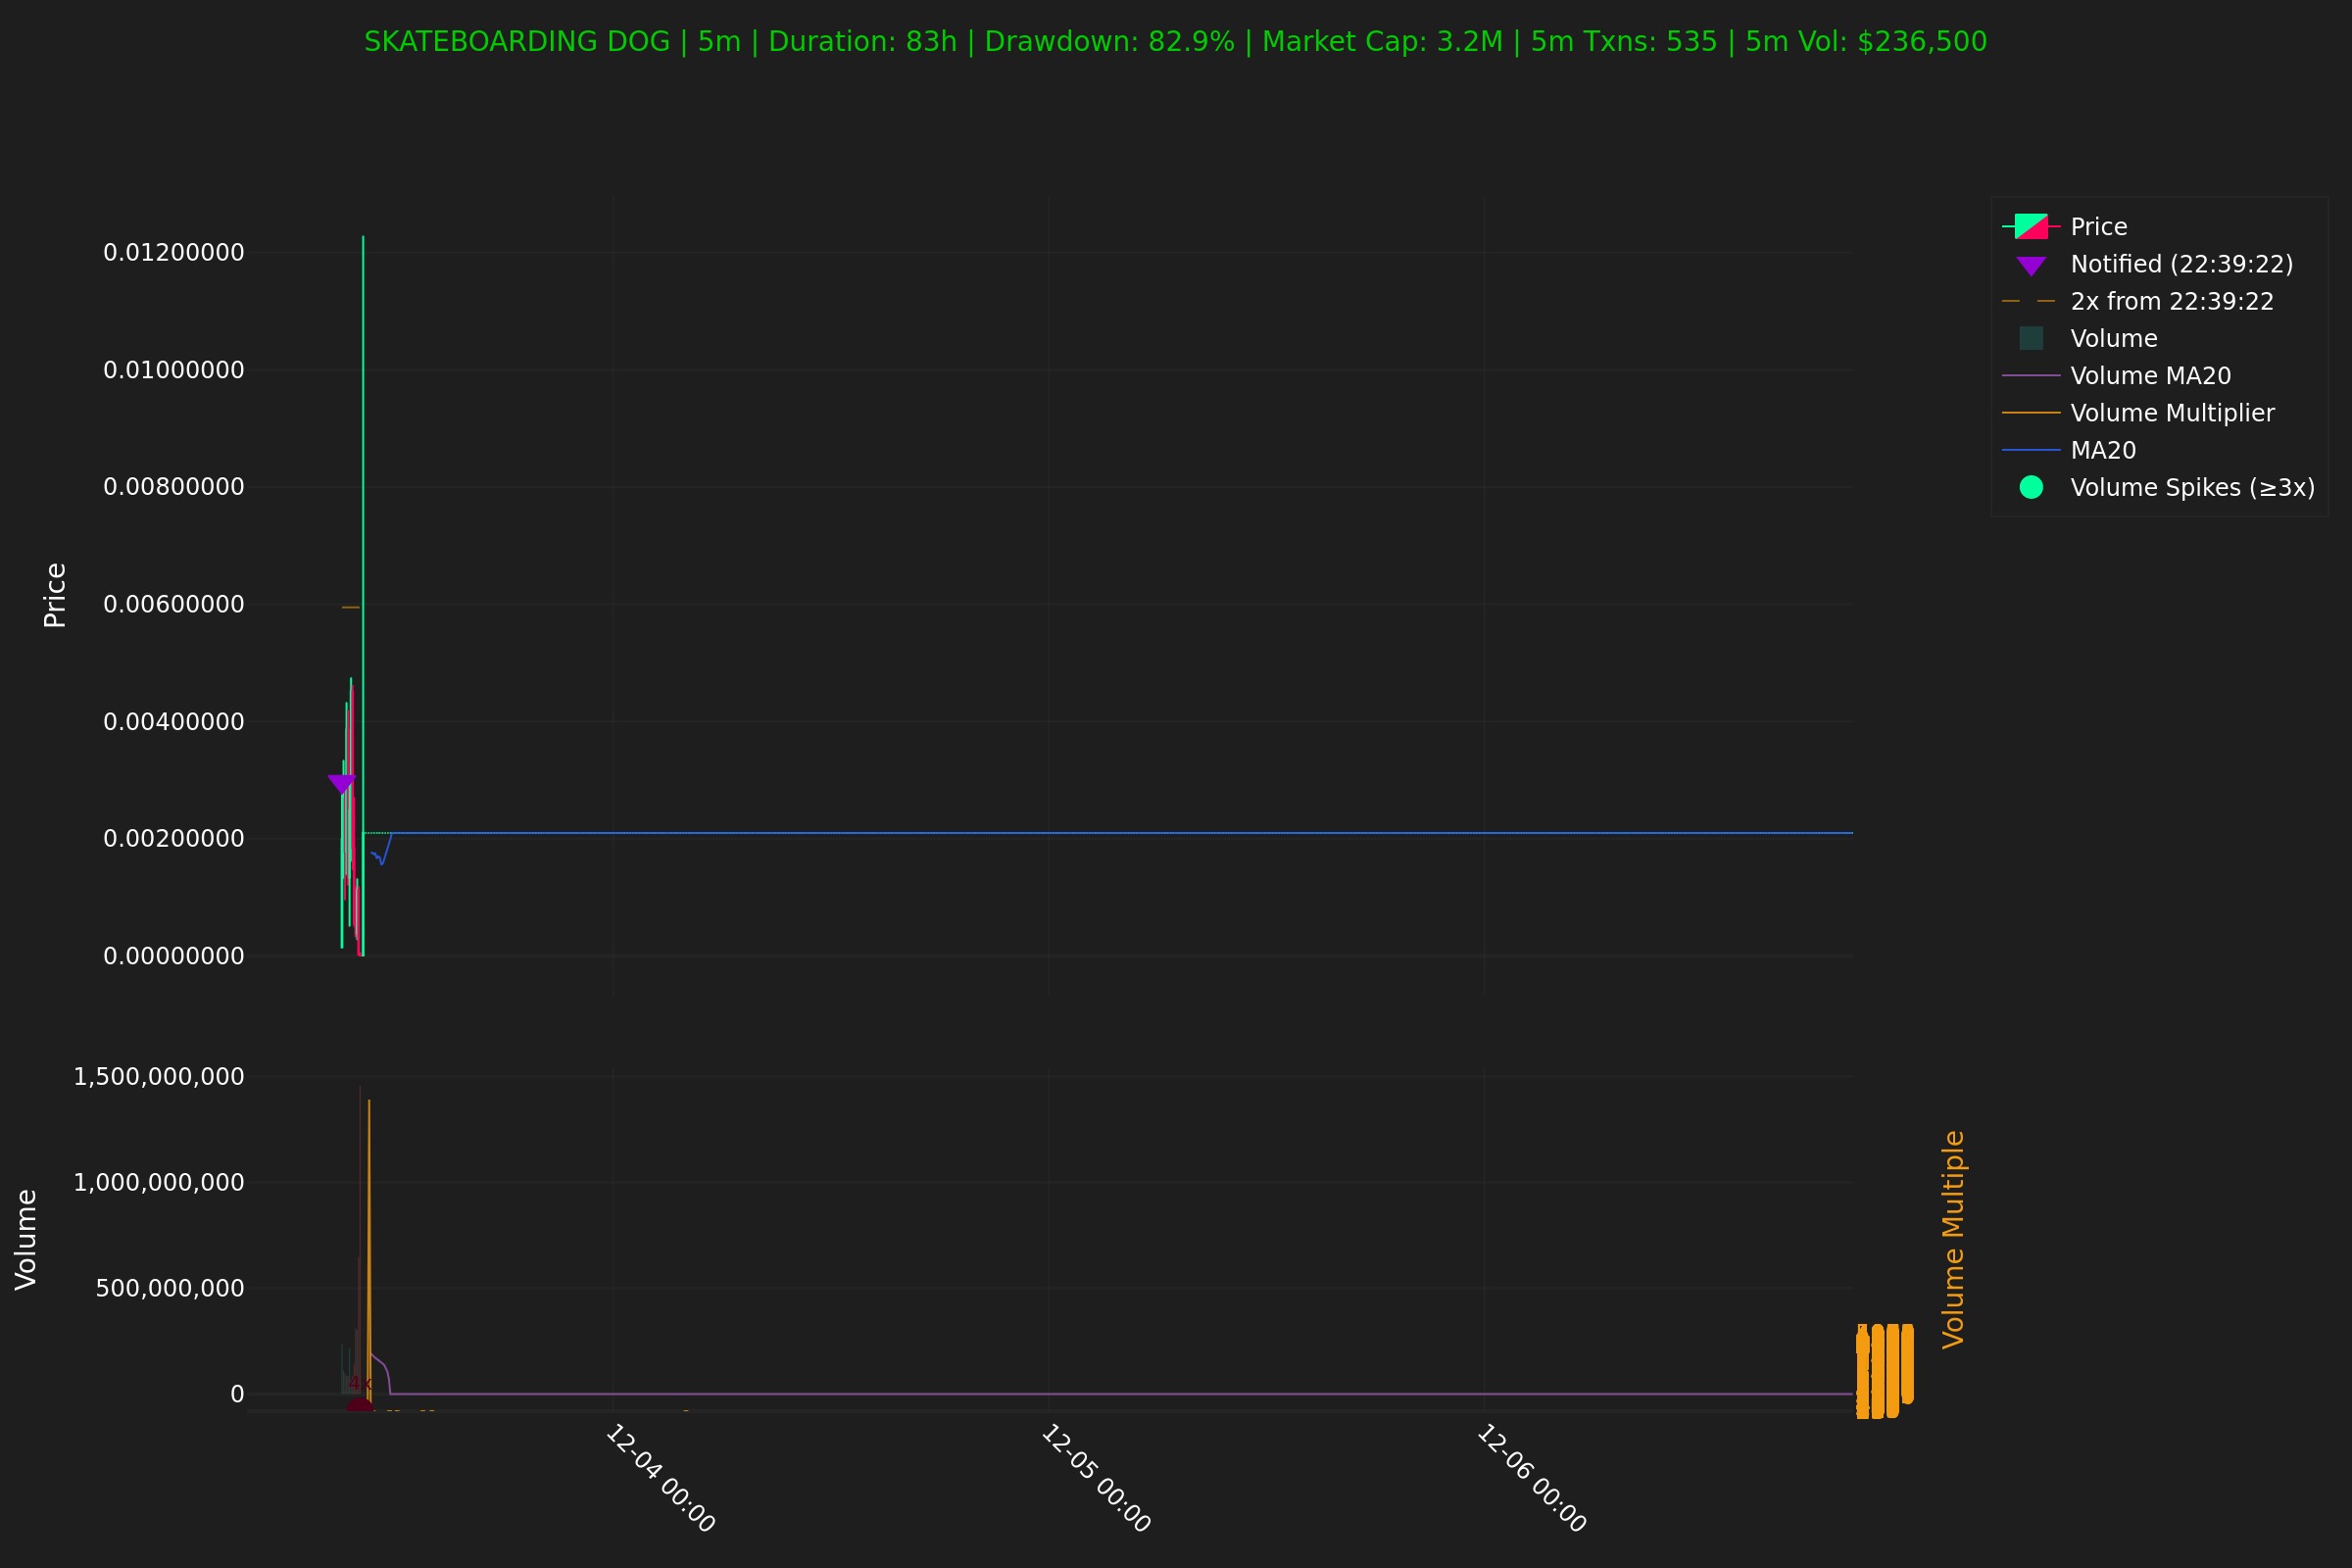 SKATEBOARDING DOG | 5m | Duration: 83h | Drawdown: 82.9% | Market Cap: 3.2M | 5m Txns: 535 | 5m Vol: $236,500
Price
0.01200000
0.01000000
0.00800000
0.00600000
0.00400000
0.00200000
0.00000000
Price
Notified (22:39:22)
2x from 22:39:22
Volume
Volume MA20
Volume Multiplier
MA20
Volume Spikes (≥3x)
Volume
1,500,000,000
1,000,000,000
500,000,000
0
4x
Volume Multiple
12-04 00:00
12-05 00:00
12-06 00:00